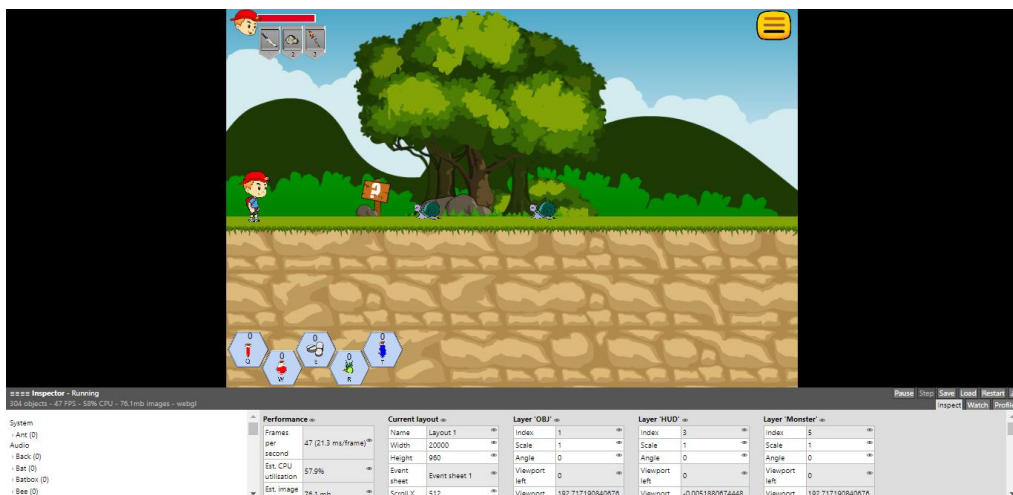 2 3
?
0 0 0 0 0
Q W E R T
==== Inspector - Running
304 objects - 47 FPS - 58% CPU - 76.1mb images - webgl
Pause Step Save Load Restart
Inspect Watch Profile
System
Ant (0)
Audio
Back (0)
Bat (0)
Batbox (0)
Bee (0)
Performance
Frames per second 47 (21.3 ms/frame)
Est. CPU utilisation 57.9%
Est. image 76.1 mb
Current layout
Name Layout 1
Width 20000
Height 960
Event sheet Event sheet 1
Scroll X 512
Layer 'OBJ'
Index 1
Scale 1
Angle 0
Viewport left 0
Viewport 192.717190840676
Layer 'HUD'
Index 3
Scale 1
Angle 0
Viewport left 0
Viewport -0.0051880674448
Layer 'Monster'
Index 5
Scale 1
Angle 0
Viewport left 0
Viewport 192.717190840676